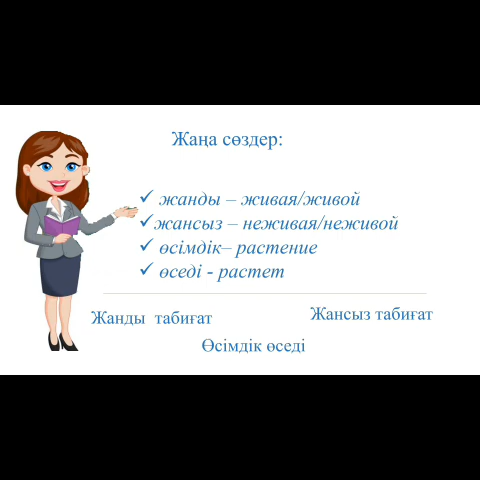 Жаңа сөздер:
✓ жанды – живая/живой
✓ жансыз – неживая/неживой
✓ өсімдік– растение
✓ өседі - растет
Жанды табиғат
Жансыз табиғат
Өсімдік өседі